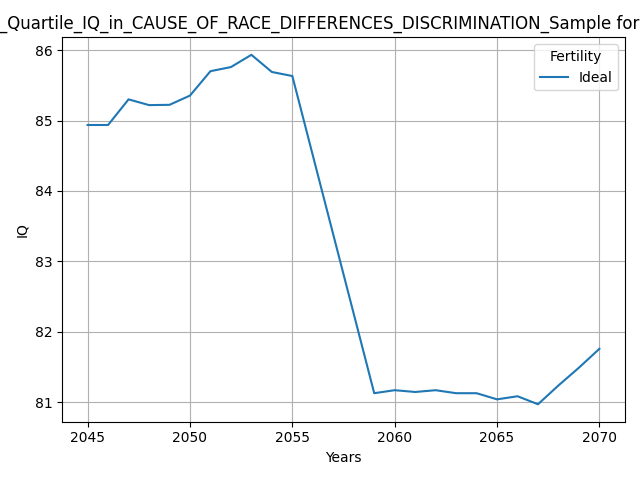 _Quartile_IQ_in_CAUSE_OF_RACE_DIFFERENCES_DISCRIMINATION_Sample for
Fertility
Ideal
86
85
84
83
82
81
IQ
2045 2050 2055 2060 2065 2070
Years